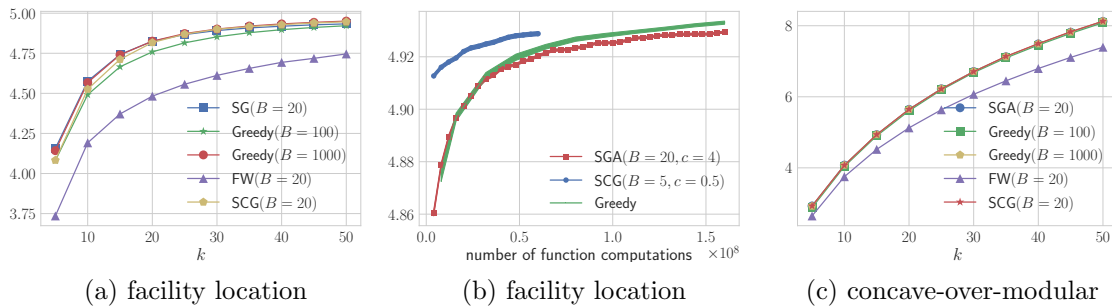 5.00
4.75
4.50
4.25
4.00
3.75
10 20 30 40 50
k
SG(B = 20)
Greedy(B = 100)
Greedy(B = 1000)
FW(B = 20)
SCG(B = 20)
(a) facility location
4.92
4.90
4.88
4.86
0.0 0.5 1.0 1.5
number of function computations ×10⁸
SGA(B = 20, c = 4)
SCG(B = 5, c = 0.5)
Greedy
(b) facility location
8
6
4
10 20 30 40 50
k
SGA(B = 20)
Greedy(B = 100)
Greedy(B = 1000)
FW(B = 20)
SCG(B = 20)
(c) concave-over-modular